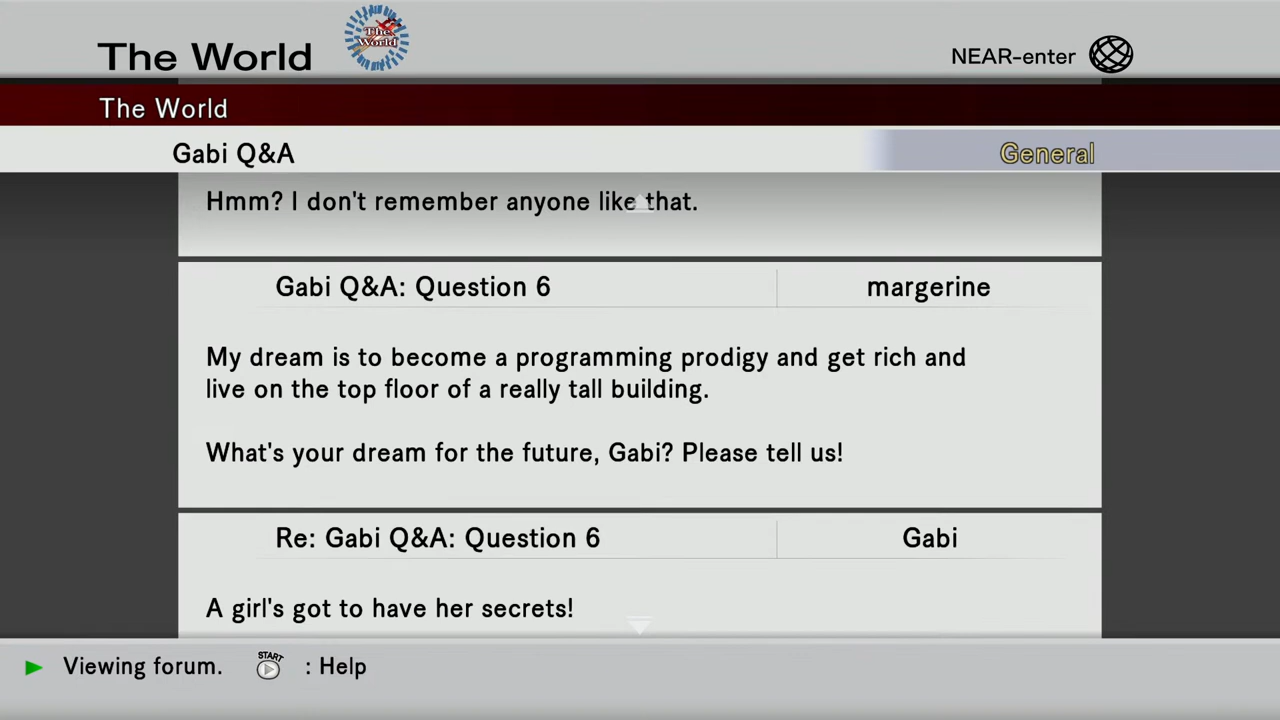 The World
The World
NEAR-enter
The World
Gabi Q&A
General
Hmm? I don't remember anyone like that.
Gabi Q&A: Question 6
margerine
My dream is to become a programming prodigy and get rich and
live on the top floor of a really tall building.
What's your dream for the future, Gabi? Please tell us!
Re: Gabi Q&A: Question 6
Gabi
A girl's got to have her secrets!
Viewing forum.
START
: Help